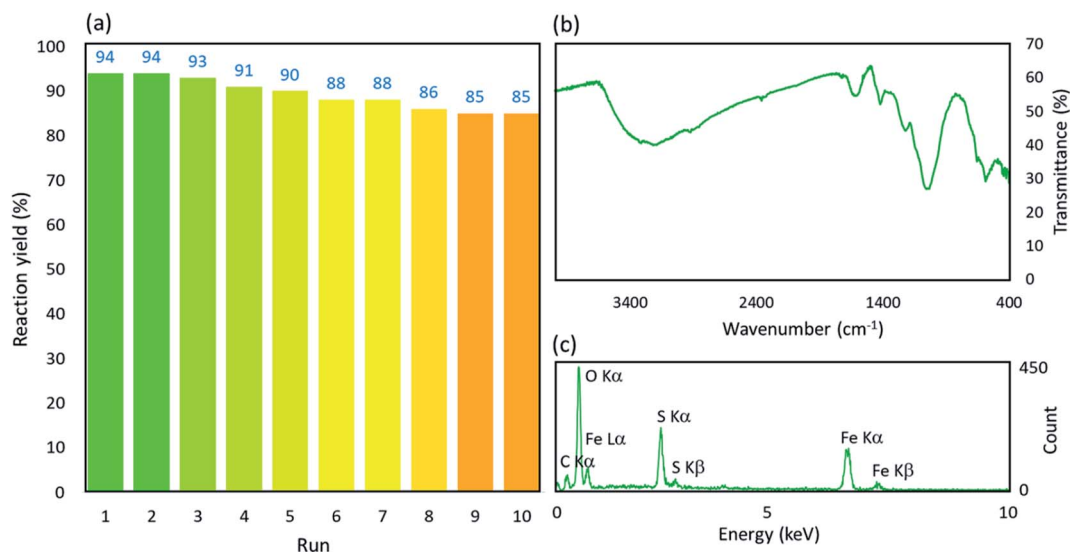 (a)
100
90
80
70
60
50
40
30
20
10
0
Reaction yield (%)
94 94 93 91 90 88 88 86 85 85
1 2 3 4 5 6 7 8 9 10
Run
(b)
70
60
50
40
30
20
10
0
Transmittance (%)
3400 2400 1400 400
Wavenumber (cm⁻¹)
(c)
450
0
Count
O Kα
Fe Lα
C Kα
S Kα
S Kβ
Fe Kα
Fe Kβ
0 5 10
Energy (keV)